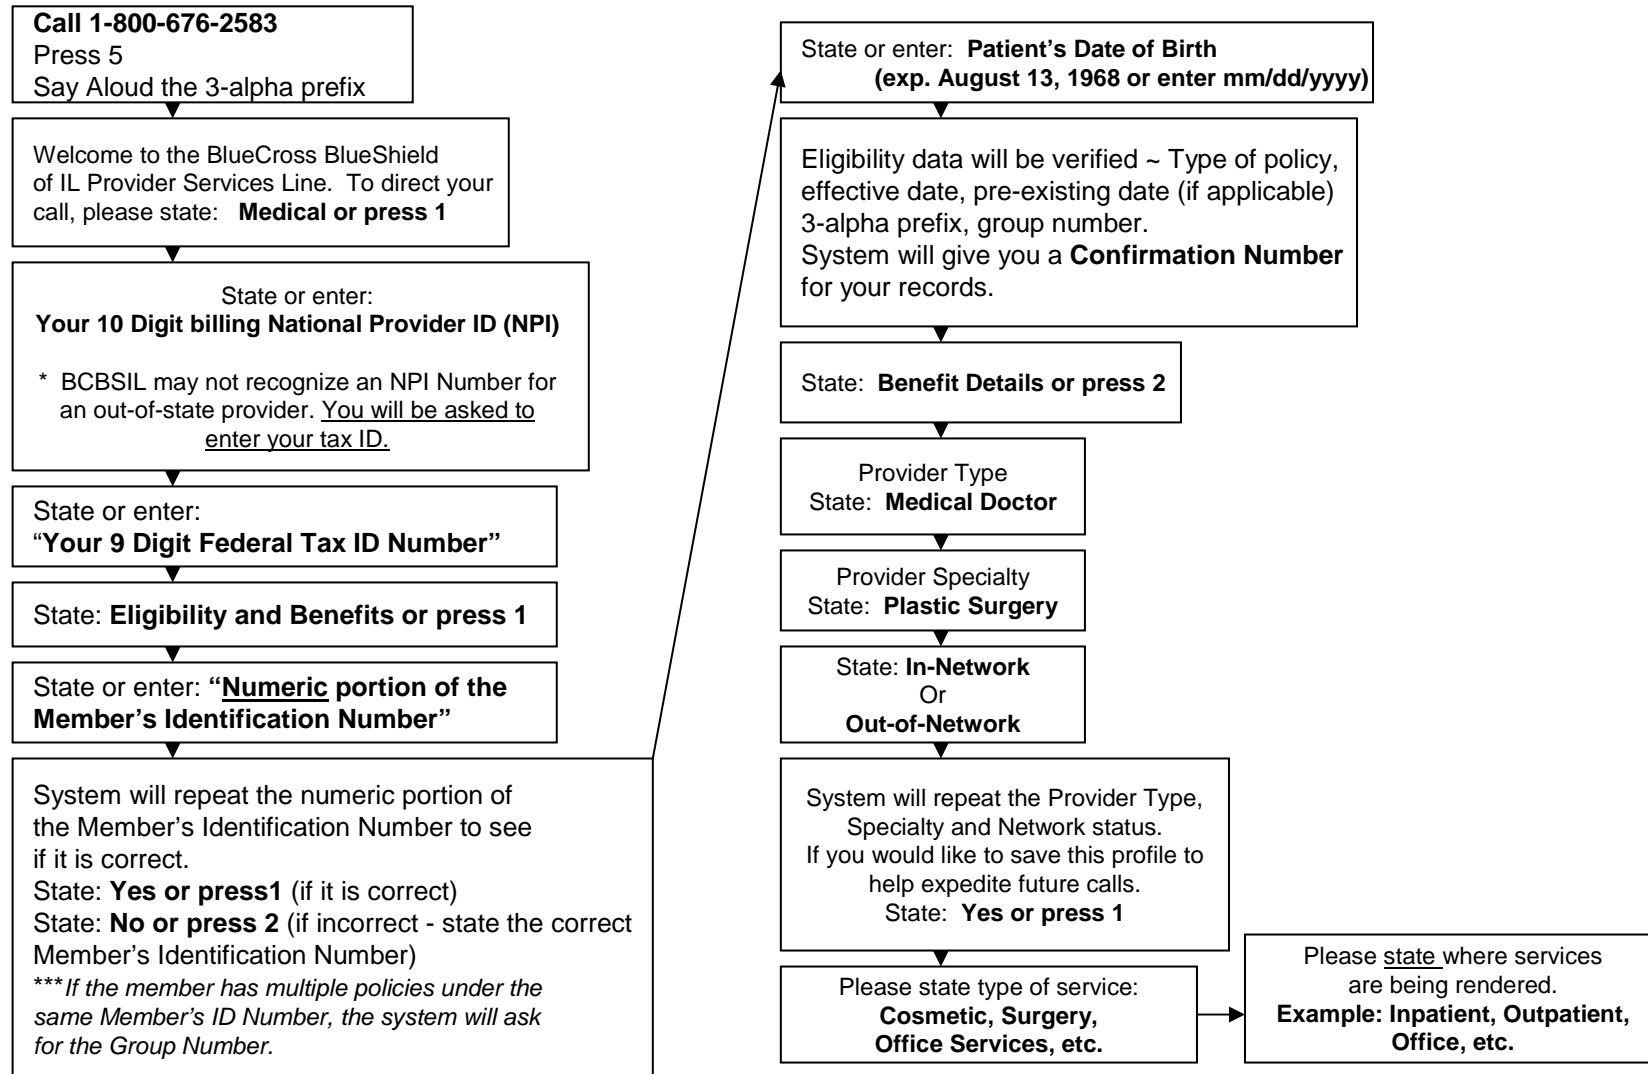 Call 1-800-676-2583
Press 5
Say Aloud the 3-alpha prefix
Welcome to the BlueCross BlueShield
of IL Provider Services Line. To direct your
call, please state: Medical or press 1
State or enter:
Your 10 Digit billing National Provider ID (NPI)
* BCBSIL may not recognize an NPI Number for
an out-of-state provider. You will be asked to
enter your tax ID.
State or enter:
“Your 9 Digit Federal Tax ID Number”
State: Eligibility and Benefits or press 1
State or enter: “Numeric portion of the
Member’s Identification Number”
System will repeat the numeric portion of
the Member’s Identification Number to see
if it is correct.
State: Yes or press1 (if it is correct)
State: No or press 2 (if incorrect - state the correct
Member’s Identification Number)
***If the member has multiple policies under the
same Member’s ID Number, the system will ask
for the Group Number.
State or enter: Patient’s Date of Birth
(exp. August 13, 1968 or enter mm/dd/yyyy)
Eligibility data will be verified ~ Type of policy,
effective date, pre-existing date (if applicable)
3-alpha prefix, group number.
System will give you a Confirmation Number
for your records.
State: Benefit Details or press 2
Provider Type
State: Medical Doctor
Provider Specialty
State: Plastic Surgery
State: In-Network
Or
Out-of-Network
System will repeat the Provider Type,
Specialty and Network status.
If you would like to save this profile to
help expedite future calls.
State: Yes or press 1
Please state type of service:
Cosmetic, Surgery,
Office Services, etc.
Please state where services
are being rendered.
Example: Inpatient, Outpatient,
Office, etc.